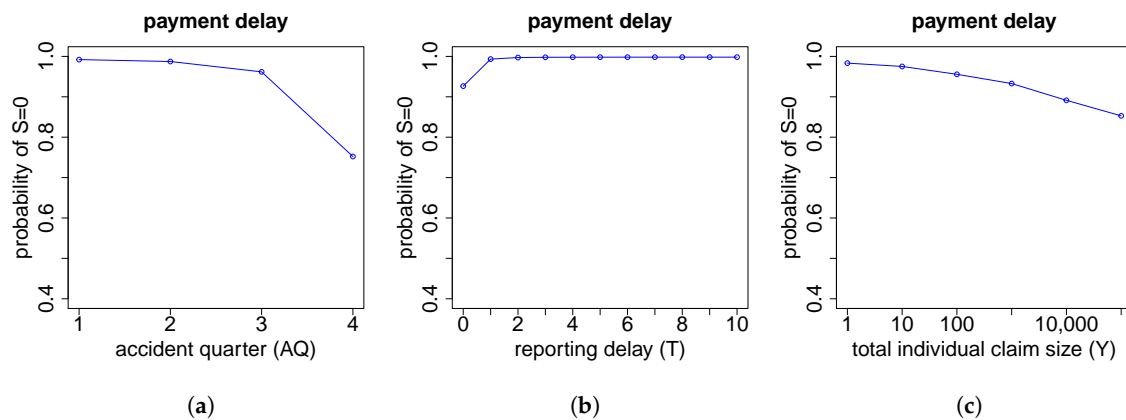 payment delay
probability of S=0
0.4 0.6 0.8 1.0
1 2 3 4
accident quarter (AQ)
(a)
payment delay
probability of S=0
0.4 0.6 0.8 1.0
0 2 4 6 8 10
reporting delay (T)
(b)
payment delay
probability of S=0
0.4 0.6 0.8 1.0
1 10 100 10,000
total individual claim size (Y)
(c)